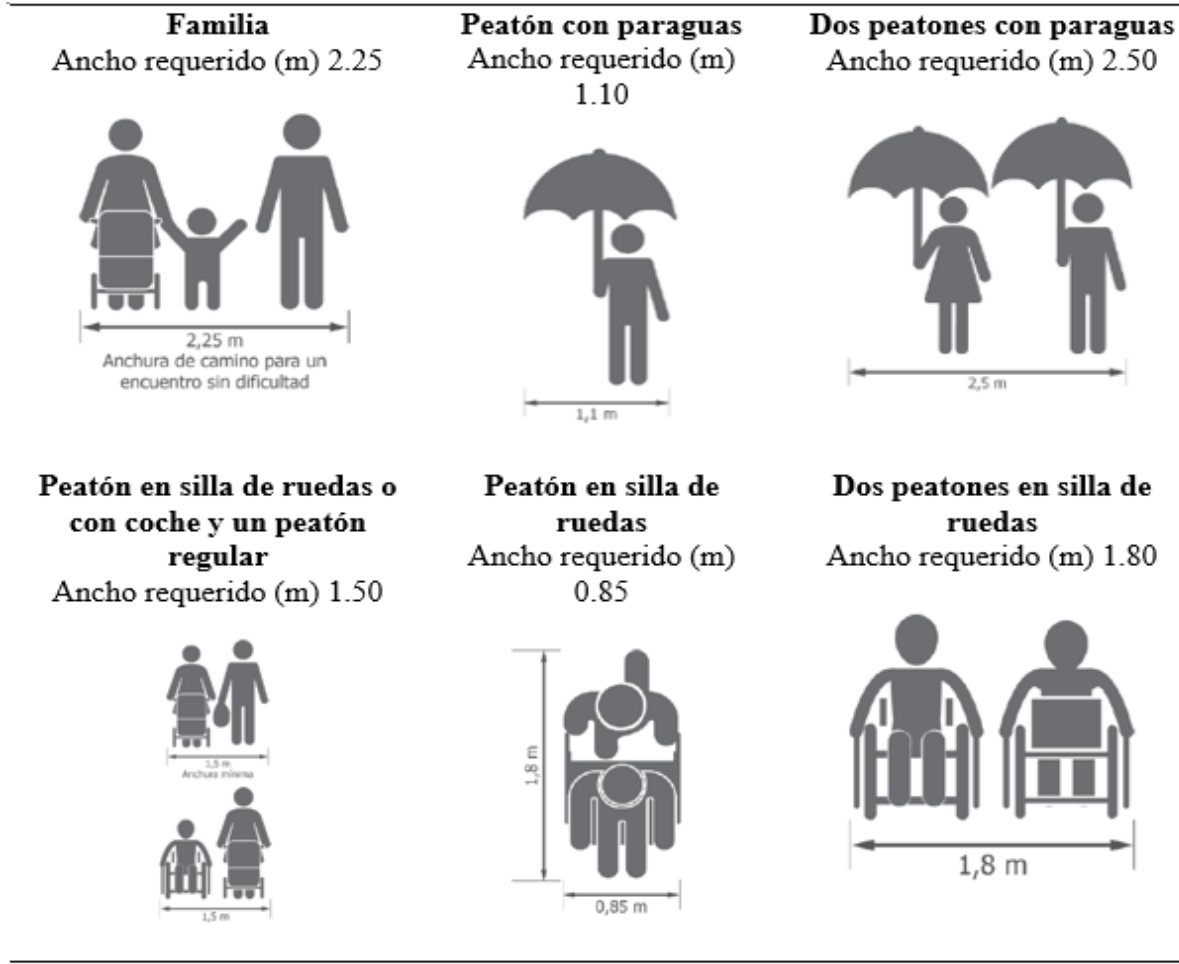 Familia
Ancho requerido (m) 2.25
2,25 m
Anchura de camino para un
encuentro sin dificultad
Peatón con paraguas
Ancho requerido (m)
1.10
1,1 m
Dos peatones con paraguas
Ancho requerido (m) 2.50
2,5 m
Peatón en silla de ruedas o
con coche y un peatón
regular
Ancho requerido (m) 1.50
1,5 m
Anchura mínima
1,5 m
Peatón en silla de
ruedas
Ancho requerido (m)
0.85
1,8 m
0,85 m
Dos peatones en silla de
ruedas
Ancho requerido (m) 1.80
1,8 m